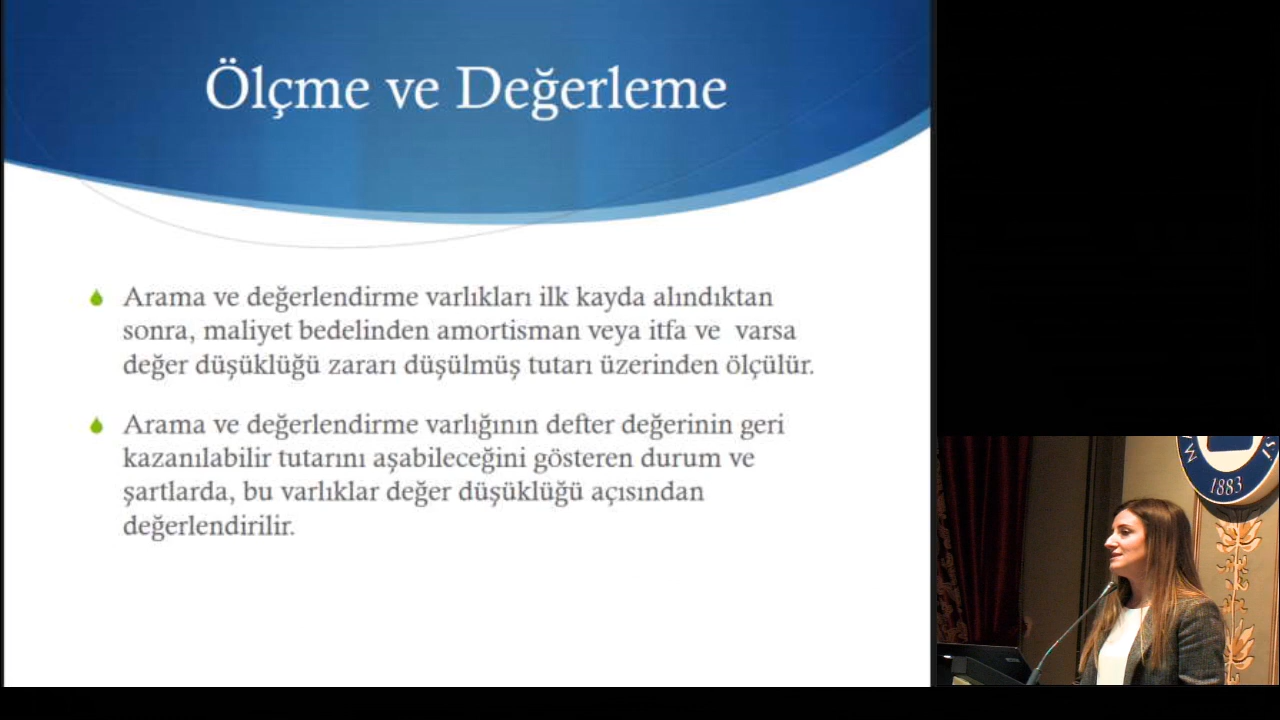 Ölçme ve Değerleme
Arama ve değerlendirme varlıkları ilk kayda alındıktan
sonra, maliyet bedelinden amortisman veya itfa ve varsa
değer düşüklüğü zararı düşülmüş tutarı üzerinden ölçülür.
Arama ve değerlendirme varlığının defter değerinin geri
kazanılabilir tutarını aşabileceğini gösteren durum ve
şartlarda, bu varlıklar değer düşüklüğü açısından
değerlendirilir.
1883